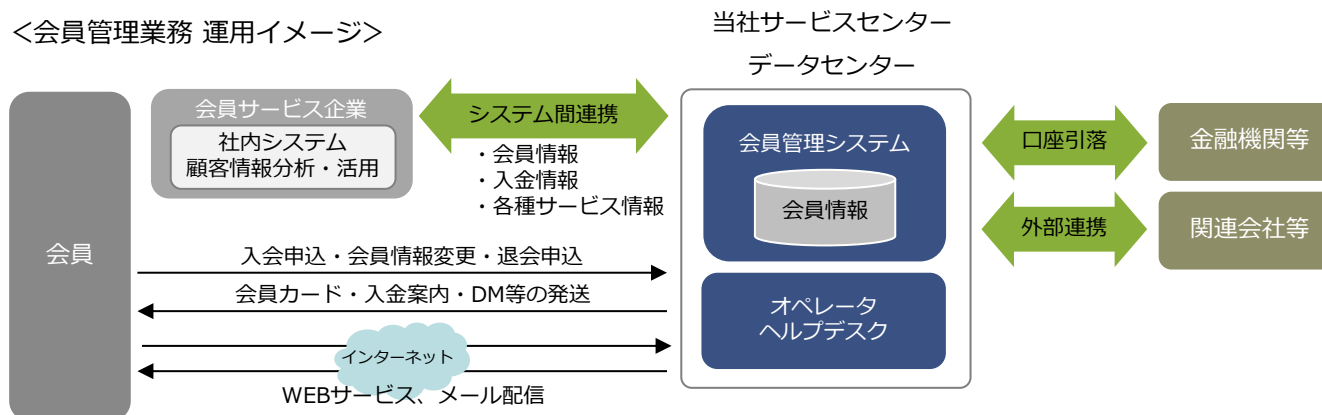 ＜会員管理業務 運用イメージ＞
当社サービスセンター
データセンター
会員
会員サービス企業
社内システム
顧客情報分析・活用
システム間連携
・会員情報
・入金情報
・各種サービス情報
会員管理システム
会員情報
オペレータ
ヘルプデスク
口座引落
外部連携
金融機関等
関連会社等
入会申込・会員情報変更・退会申込
会員カード・入金案内・DM等の発送
インターネット
WEBサービス、メール配信